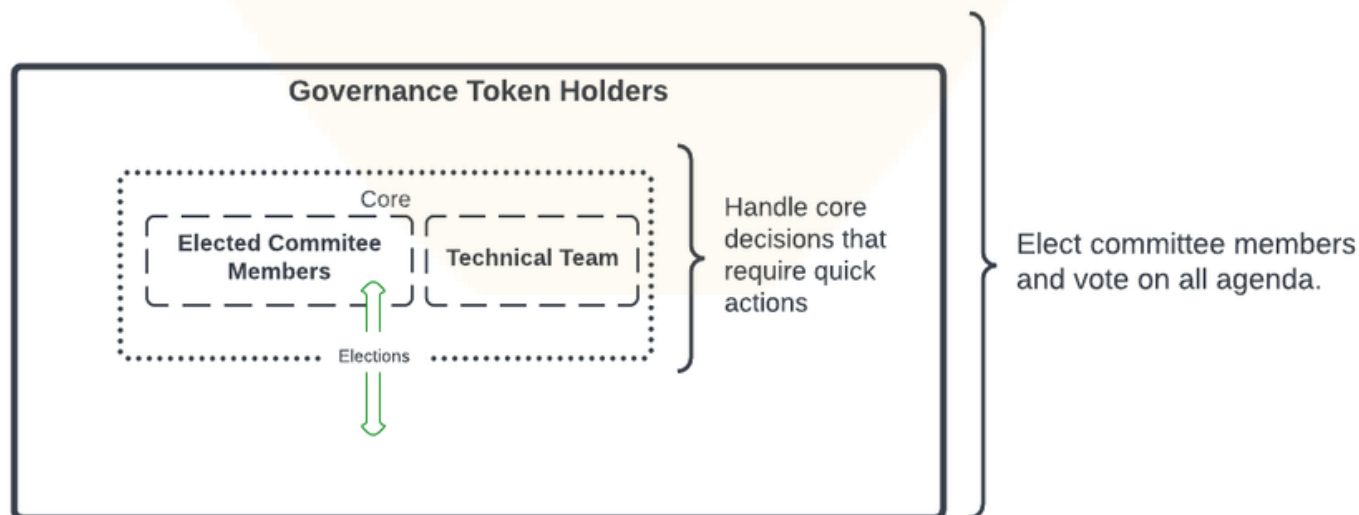 Governance Token Holders
Core
Elected Commitee
Members
Technical Team
Elections
Handle core
decisions that
require quick
actions
Elect committee members
and vote on all agenda.